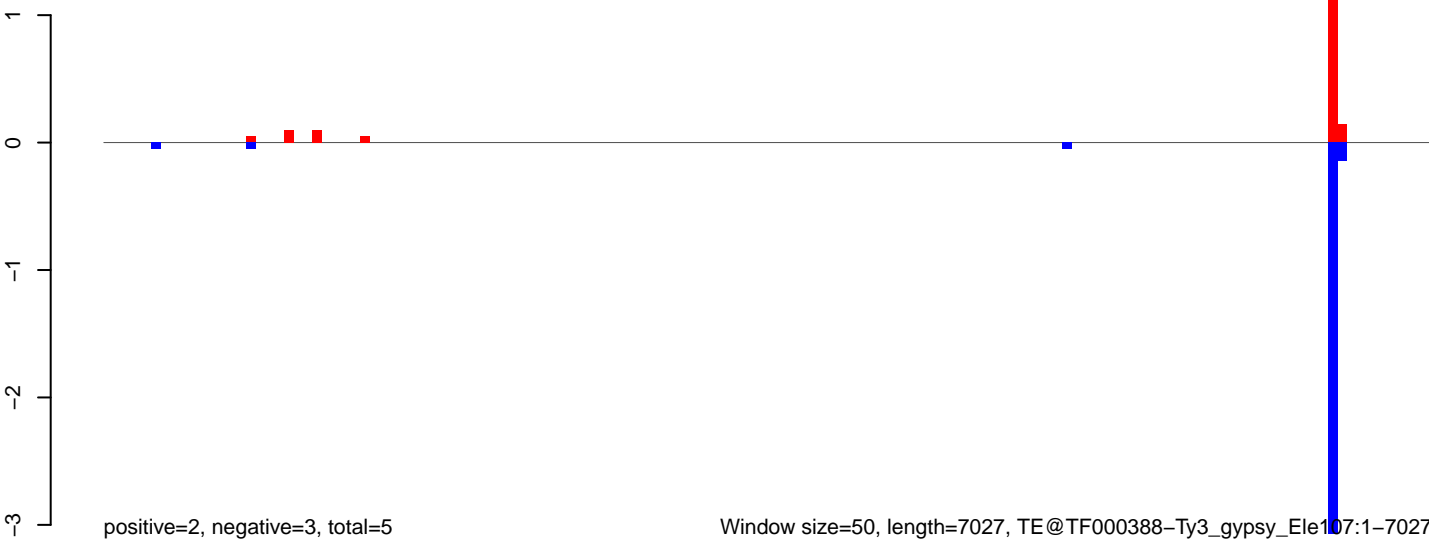 1
0
−1
−2
−3
positive=2, negative=3, total=5
Window size=50, length=7027, TE@TF000388−Ty3_gypsy_Ele107:1−7027